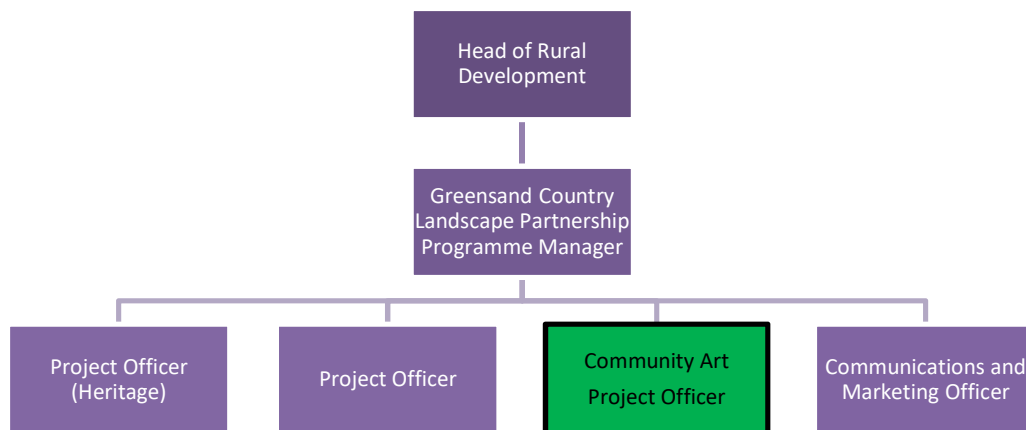 Head of Rural
Development
Greensand Country
Landscape Partnership
Programme Manager
Project Officer
(Heritage)
Project Officer
Community Art
Project Officer
Communications and
Marketing Officer